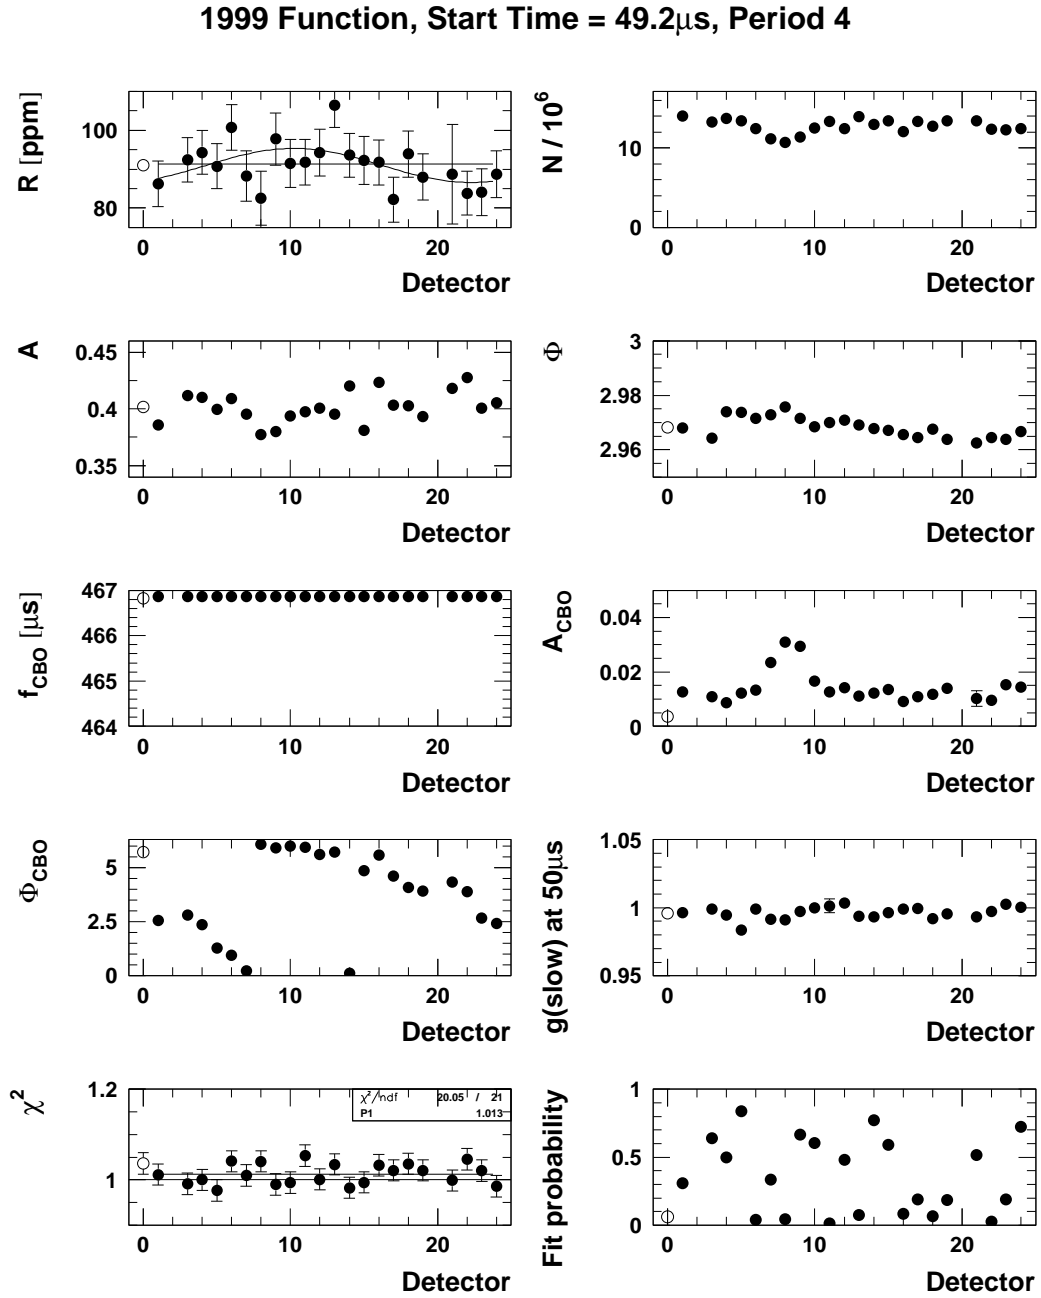 1999 Function, Start Time = 49.2μs, Period 4
R [ppm]
100
80
0 10 20
Detector
N / 10^6
10
0
0 10 20
Detector
A
0.45
0.4
0.35
0 10 20
Detector
Φ
3
2.98
2.96
0 10 20
Detector
f_CBO [μs]
467
466
465
464
0 10 20
Detector
A_CBO
0.04
0.02
0
0 10 20
Detector
Φ_CBO
5
2.5
0
0 10 20
Detector
g(slow) at 50μs
1.05
1
0.95
0 10 20
Detector
χ^2
1.2
1
χ^2/ndf 20.05 / 21
P1 1.013
0 10 20
Detector
Fit probability
1
0.5
0
0 10 20
Detector